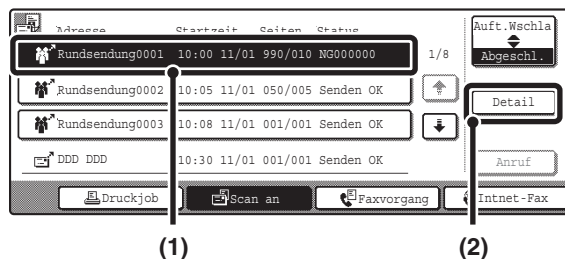 Adresse Startzeit Seiten Status
Auft.Wschla
Abgeschl.
Rundsendung0001 10:00 11/01 990/010 NG000000
1/8
Rundsendung0002 10:05 11/01 050/005 Senden OK
Detail
Rundsendung0003 10:08 11/01 001/001 Senden OK
DDD DDD 10:30 11/01 001/001 Senden OK
Anruf
Druckjob Scan an Faxvorgang Intnet-Fax
(1) (2)